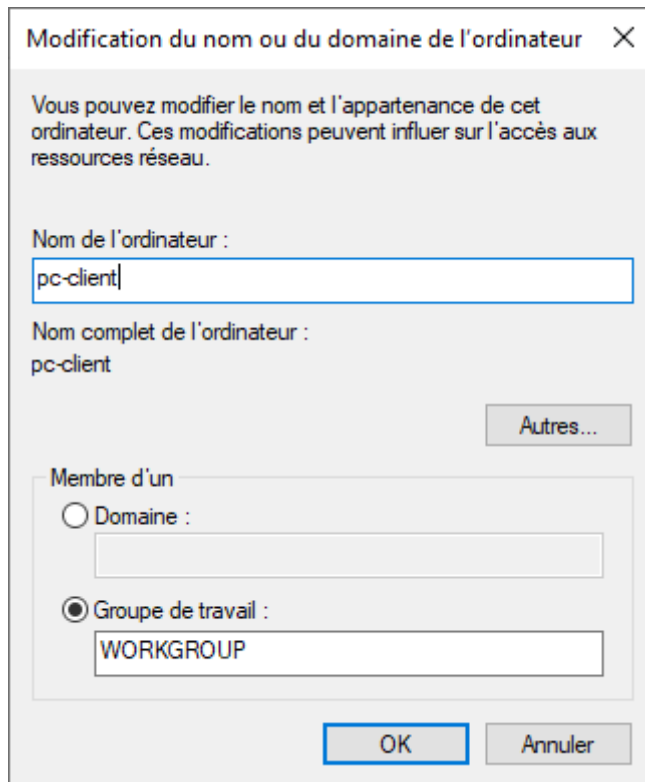 Modification du nom ou du domaine de l'ordinateur
Vous pouvez modifier le nom et l'appartenance de cet
ordinateur. Ces modifications peuvent influer sur l'accès aux
ressources réseau.
Nom de l'ordinateur :
pc-client
Nom complet de l'ordinateur :
pc-client
Autres...
Membre d'un
Domaine :
Groupe de travail :
WORKGROUP
OK
Annuler